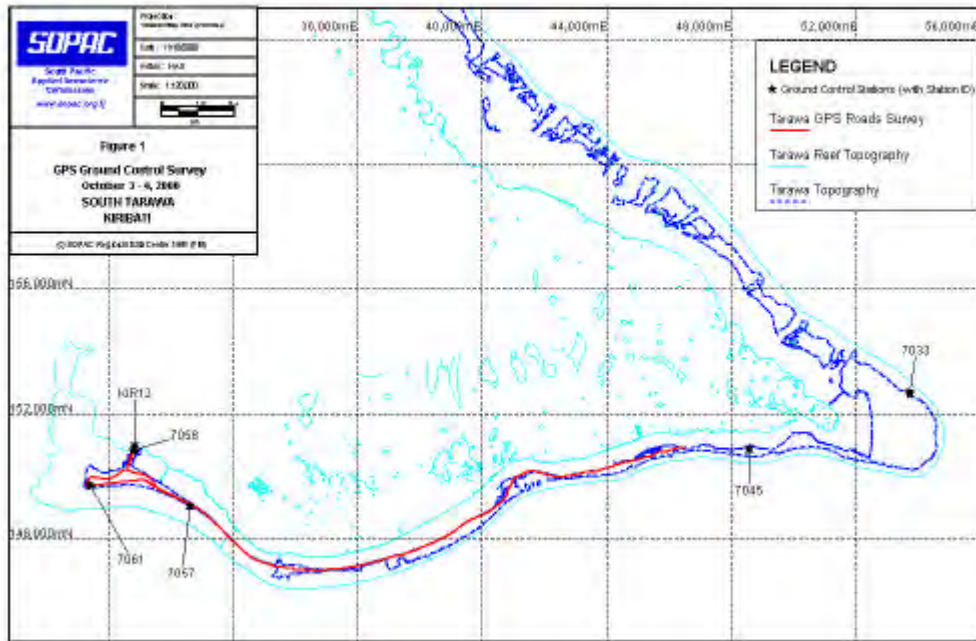 SOPAC
South Pacific
Applied Geoscience
Commission
www.sopac.org.fj
Figure 1
GPS Ground Control Survey
October 3 - 6, 2000
SOUTH TARAWA
KIRIBATI
36,000mE
40,000mE
44,000mE
48,000mE
52,000mE
56,000mE
LEGEND
Ground Control Stations (with Station ID)
Tarawa GPS Roads Survey
Tarawa Reef Topography
Tarawa Topography
156,000mN
7033
152,000mN
7058
7045
148,000mN
7061
7057